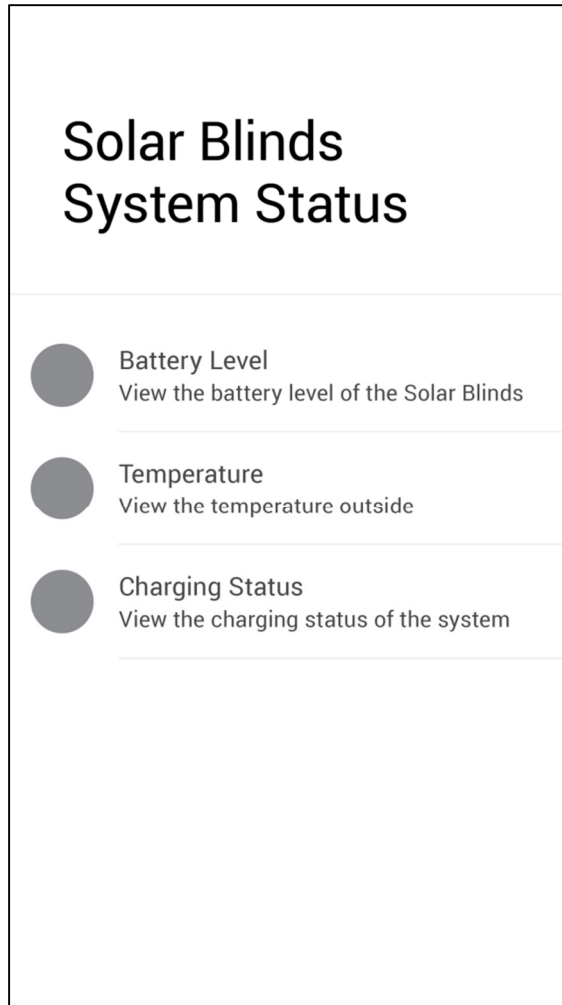 Solar Blinds
System Status
Battery Level
View the battery level of the Solar Blinds
Temperature
View the temperature outside
Charging Status
View the charging status of the system